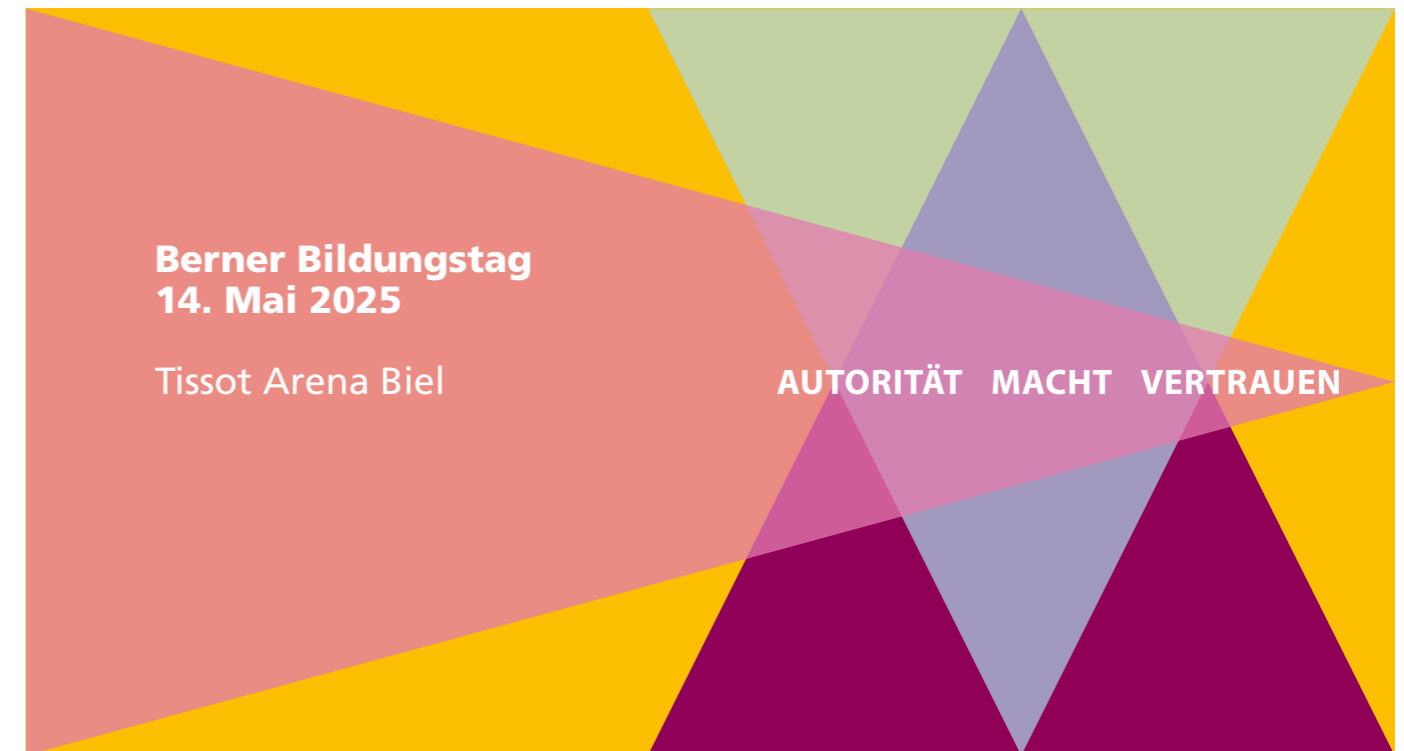 Berner Bildungstag
14. Mai 2025
Tissot Arena Biel
AUTORITÄT MACHT VERTRAUEN